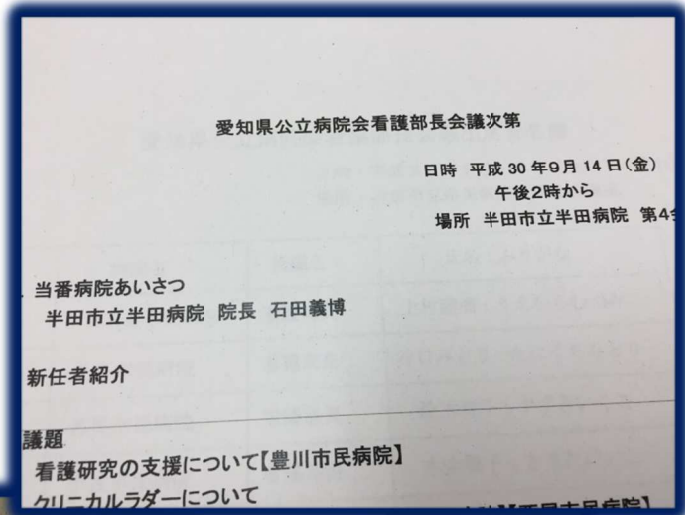 愛知県公立病院会看護部長会議次第
日時 平成30年9月14日(金)
午後2時から
場所 半田市立半田病院 第4
当番病院あいさつ
半田市立半田病院 院長 石田義博
新任者紹介
議題
看護研究の支援について【豊川市民病院】
クリニカルラダーについて
市民病院】